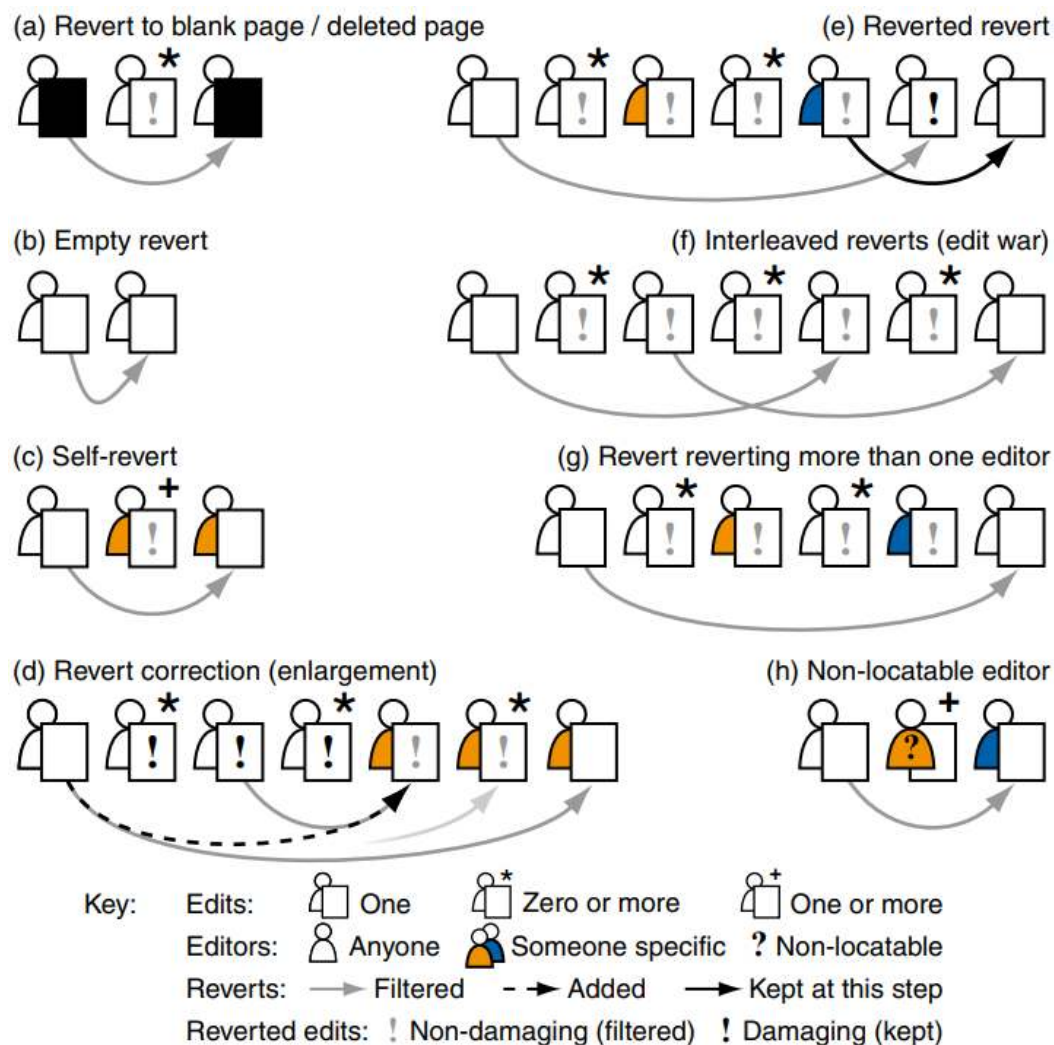 (a) Revert to blank page / deleted page
*
! 
(e) Reverted revert
* *
! ! ! ! !
(b) Empty revert
(f) Interleaved reverts (edit war)
* * *
! ! ! ! !
(c) Self-revert
+
!
(g) Revert reverting more than one editor
* *
! ! ! !
(d) Revert correction (enlargement)
* * *
! ! ! ! !
(h) Non-locatable editor
+
?
Key: Edits: One * Zero or more + One or more
Editors: Anyone Someone specific ? Non-locatable
Reverts: Filtered Added Kept at this step
Reverted edits: ! Non-damaging (filtered) ! Damaging (kept)